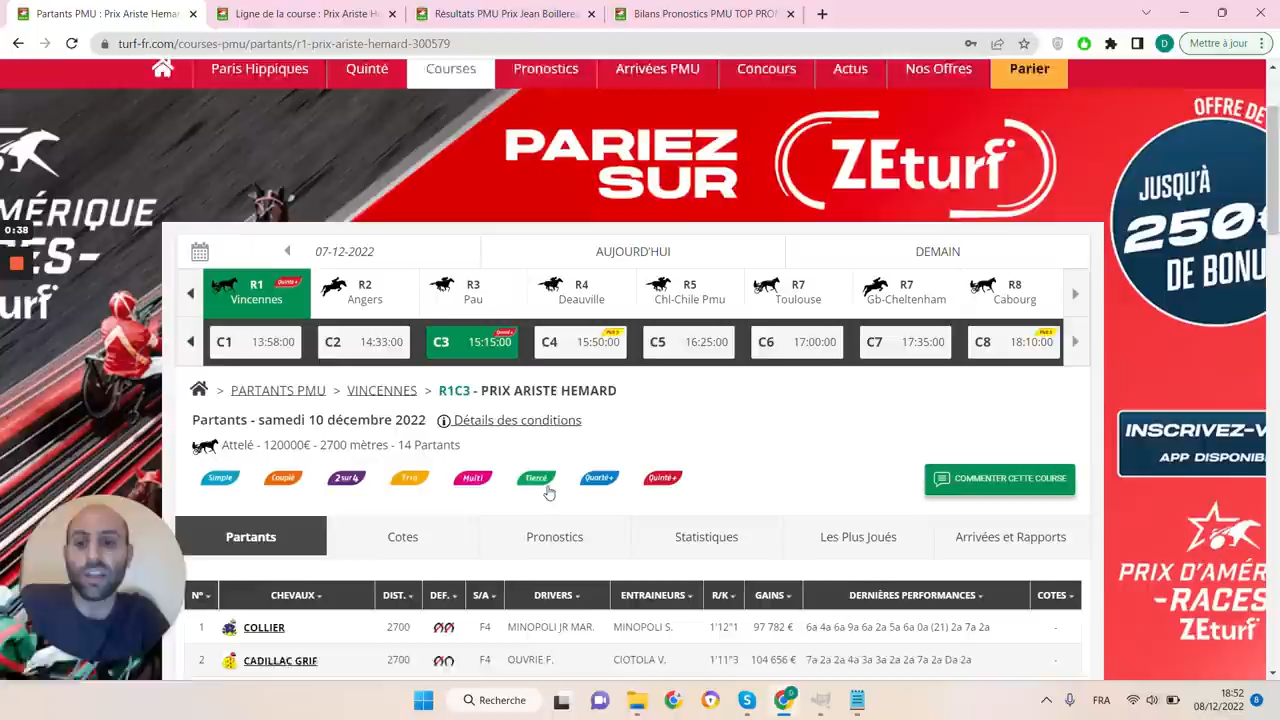 Partants PMU : Prix
Ligne de course : Prix Ariste H
Résultats PMU Prix Jean Boillerea
Bilans Pronostics PMU TOP PRO
turf-fr.com/courses-pmu/partants/r1-prix-ariste-hemard-300579
D
Mettre à jour
Paris Hippiques
Quinté
Courses
Pronostics
Arrivées PMU
Concours
Actus
Nos Offres
Parier
PARIEZ
SUR
ZEturf
OFFRE DE
JUSQU'À
250€
DE BONU
MÉRIQUE
0:38
ES-
turf
07-12-2022
AUJOURD'HUI
DEMAIN
R1 Quinté+
Vincennes
R2
Angers
R3
Pau
R4
Deauville
R5
Chl-Chile Pmu
R7
Toulouse
R7
Gb-Cheltenham
R8
Cabourg
C1 13:58:00
C2 14:33:00
C3 15:15:00
C4 15:50:00
C5 16:25:00
C6 17:00:00
C7 17:35:00
C8 18:10:00
> PARTANTS PMU > VINCENNES > R1C3 - PRIX ARISTE HEMARD
Partants - samedi 10 décembre 2022 Détails des conditions
Attelé - 120000€ - 2700 mètres - 14 Partants
Simple Couplé 2sur4 Trio Multi Tiercé Quarté+ Quinté+
COMMENTER CETTE COURSE
INSCRIVEZ-V
APP DISPONIB
Partants Cotes Pronostics Statistiques Les Plus Joués Arrivées et Rapports
N° CHEVAUX DIST. DEF. S/A DRIVERS ENTRAINEURS R/K GAINS DERNIÈRES PERFORMANCES COTES
1 COLLIER 2700 F4 MINOPOLI JR MAR. MINOPOLI S. 1'12"1 97 782 € 6a 4a 6a 9a 6a 2a 5a 6a 0a (21) 2a 7a 2a -
2 CADILLAC GRIF 2700 F4 OUVRIE F. CIOTOLA V. 1'11"3 104 656 € 7a 2a 2a 4a 3a 3a 2a 2a 7a 2a Da 2a -
PRIX D'AMÉR
-RACES
ZEturf
Recherche
FRA
18:52
08/12/2022
8